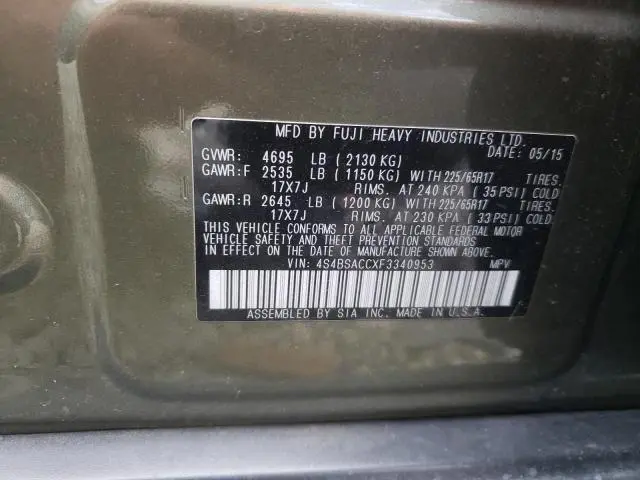 MFD BY FUJI HEAVY INDUSTRIES LTD.
DATE: 05/15
GVWR: 4695 LB (2130 KG)
GAWR:F 2535 LB (1150 KG) WITH 225/65R17 TIRES.
17X7J RIMS. AT 240 KPA (35 PSI) COLD
GAWR:R 2645 LB (1200 KG) WITH 225/65R17 TIRES.
17X7J RIMS. AT 230 KPA (33 PSI) COLD
THIS VEHICLE CONFORMS TO ALL APPLICABLE FEDERAL MOTOR
VEHICLE SAFETY AND THEFT PREVENTION STANDARDS
IN EFFECT ON THE DATE OF MANUFACTURE SHOWN ABOVE.
VIN: 4S4BSACCXF3340953 MPV
ASSEMBLED BY SIA INC. MADE IN U.S.A.